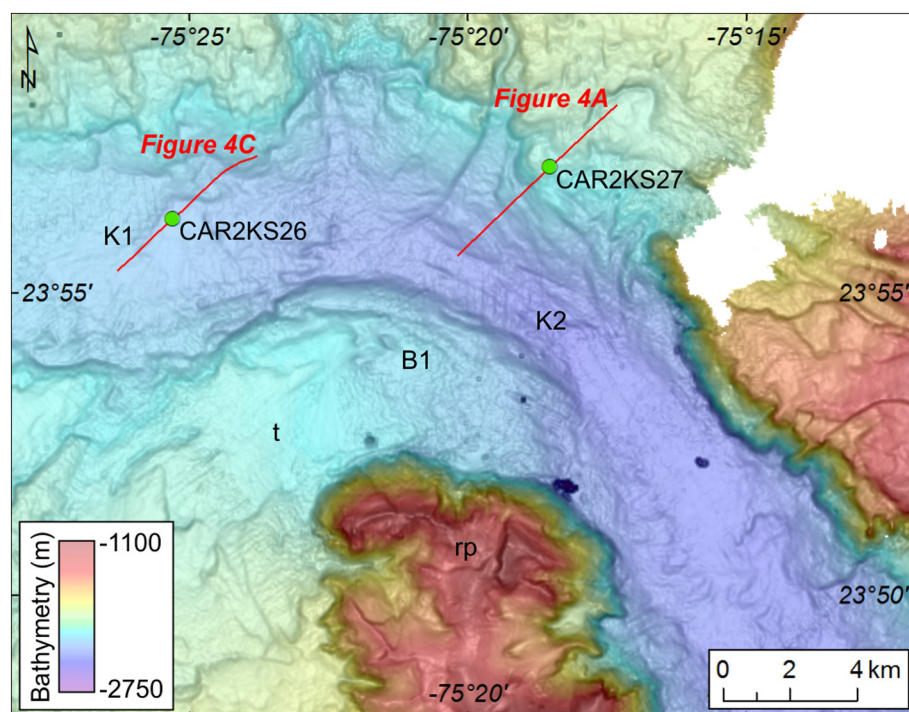 -75°25' -75°20' -75°15'
N
Figure 4A
Figure 4C
CAR2KS27
K1 CAR2KS26
23°55' 23°55'
K2
B1
t
rp
-1100
Bathymetry (m)
-2750
23°50'
-75°20'
0 2 4 km